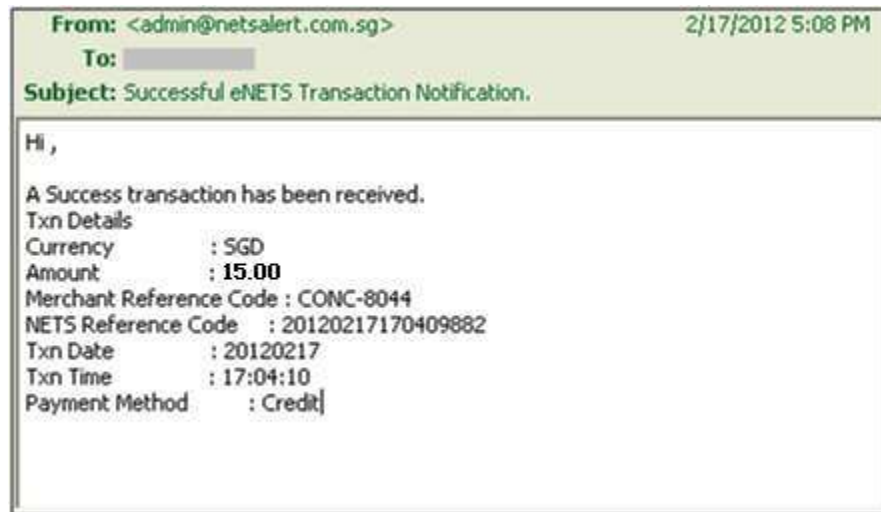 From: <admin@netsalert.com.sg> 2/17/2012 5:08 PM
To:
Subject: Successful eNETS Transaction Notification.
Hi ,
A Success transaction has been received.
Txn Details
Currency : SGD
Amount : 15.00
Merchant Reference Code : CONC-8044
NETS Reference Code : 20120217170409882
Txn Date : 20120217
Txn Time : 17:04:10
Payment Method : Credit